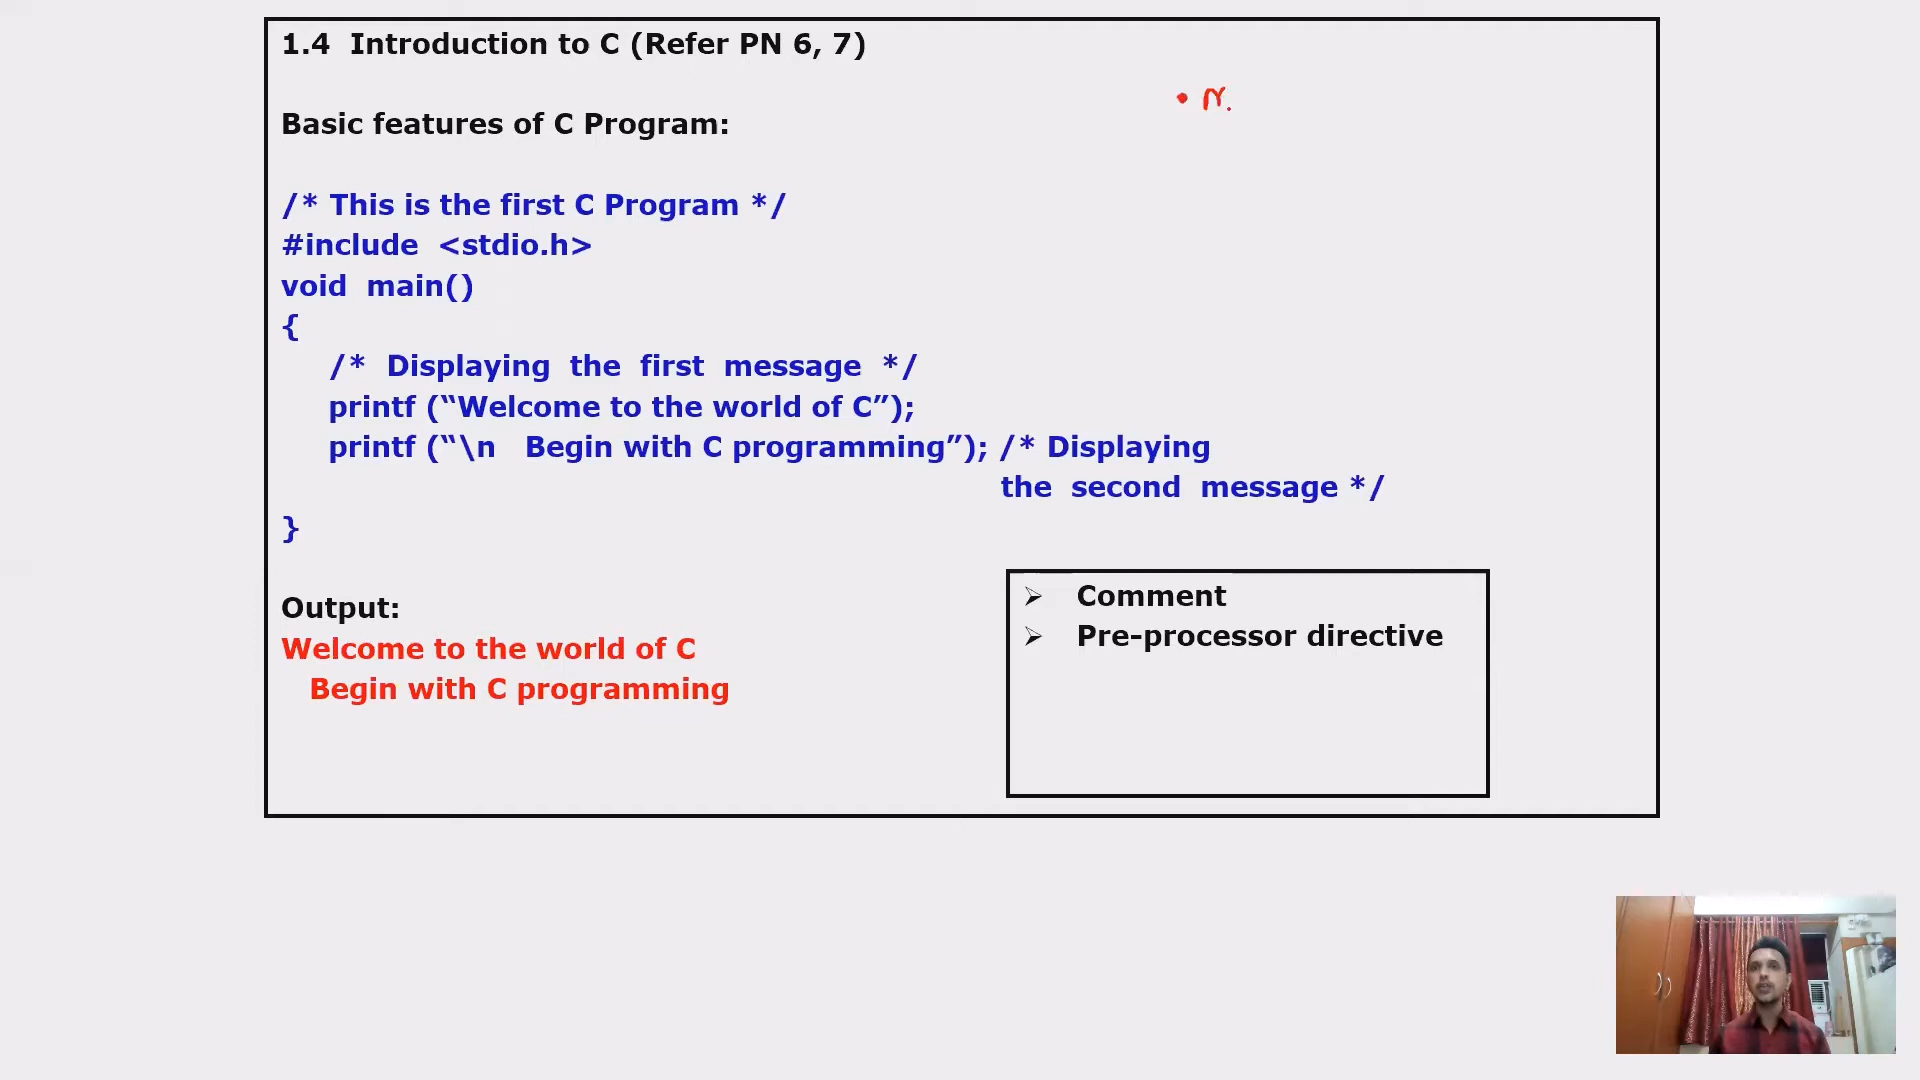 1.4 Introduction to C (Refer PN 6, 7)
Basic features of C Program:
/* This is the first C Program */
#include <stdio.h>
void main()
{
/* Displaying the first message */
printf (“Welcome to the world of C”);
printf (“\n Begin with C programming”); /* Displaying
the second message */
}
Output:
Welcome to the world of C
Begin with C programming
➢ Comment
➢ Pre-processor directive